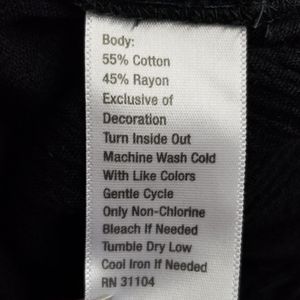 Body:
55% Cotton
45% Rayon
Exclusive of
Decoration
Turn Inside Out
Machine Wash Cold
With Like Colors
Gentle Cycle
Only Non-Chlorine
Bleach If Needed
Tumble Dry Low
Cool Iron If Needed
RN 31104